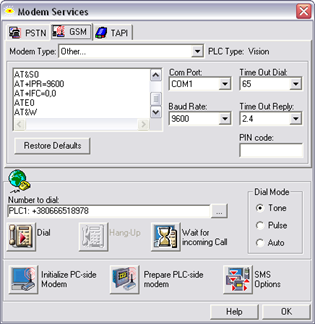 Modem Services
PSTN GSM TAPI
Modem Type: Other... PLC Type: Vision
AT&S0
AT+IPR=9600
AT+IFC=0,0
ATE0
AT&W
Com Port: Time Out Dial:
COM1 65
Baud Rate: Time Out Reply:
9600 2.4
PIN code:
Restore Defaults
Number to dial:
PLC1: +380666518978 ...
Dial Hang-Up Wait for incoming Call
Dial Mode
Tone
Pulse
Auto
Initialize PC-side Modem
Prepare PLC-side modem
SMS Options
Help OK